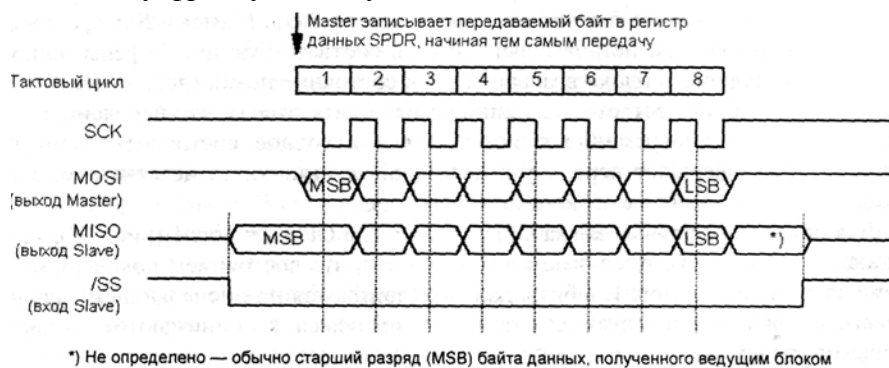 Master записывает передаваемый байт в регистр
данных SPDR, начиная тем самым передачу
Тактовый цикл
1 2 3 4 5 6 7 8
SCK
MOSI
(выход Master)
MSB
LSB
MISO
(выход Slave)
MSB
LSB
*)
/SS
(вход Slave)
*) Не определено — обычно старший разряд (MSB) байта данных, полученного ведущим блоком